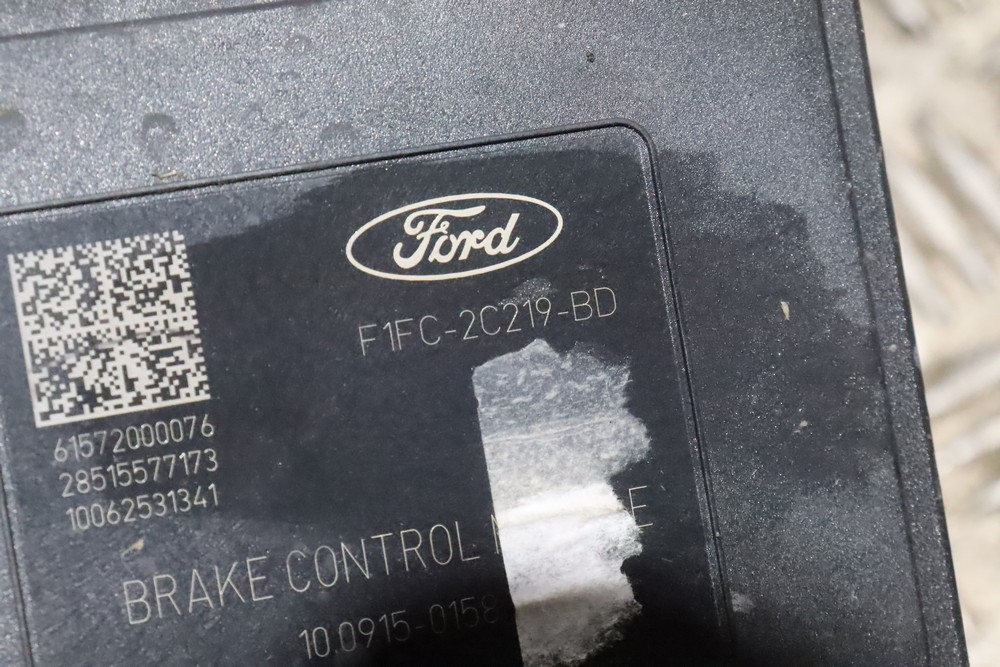 Ford
F1FC-2C219-BD
61572000076
28515577173
10062531341
BRAKE CONTROL
10.0915-0158